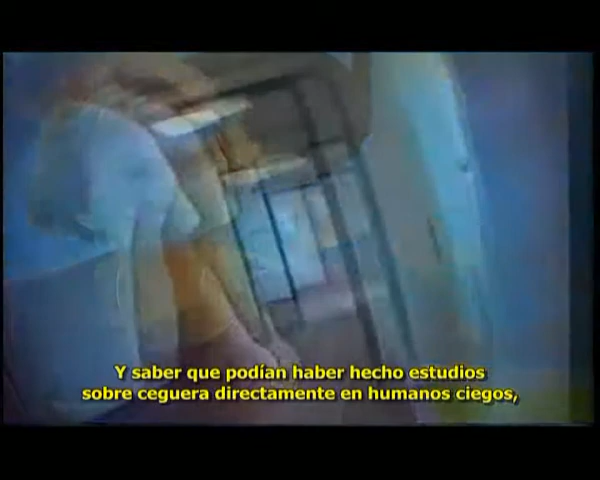 Y saber que podían haber hecho estudios
sobre ceguera directamente en humanos ciegos,